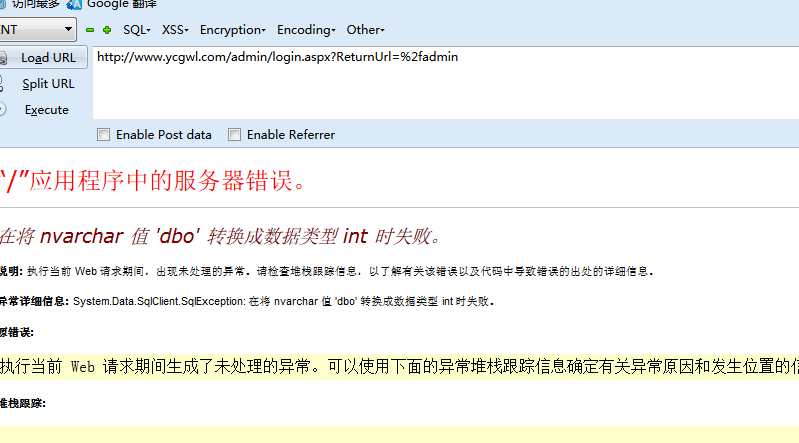 访问最多 Google 翻译
INT SQL XSS Encryption Encoding Other
Load URL http://www.ycgwl.com/admin/login.aspx?ReturnUrl=%2fadmin
Split URL
Execute
Enable Post data Enable Referrer
“/”应用程序中的服务器错误。
在将 nvarchar 值 'dbo' 转换成数据类型 int 时失败。
说明: 执行当前 Web 请求期间，出现未处理的异常。请检查堆栈跟踪信息，以了解有关该错误以及代码中导致错误的出处的详细信息。
异常详细信息: System.Data.SqlClient.SqlException: 在将 nvarchar 值 'dbo' 转换成数据类型 int 时失败。
源错误:
执行当前 Web 请求期间生成了未处理的异常。可以使用下面的异常堆栈跟踪信息确定有关异常原因和发生位置的信
堆栈跟踪: